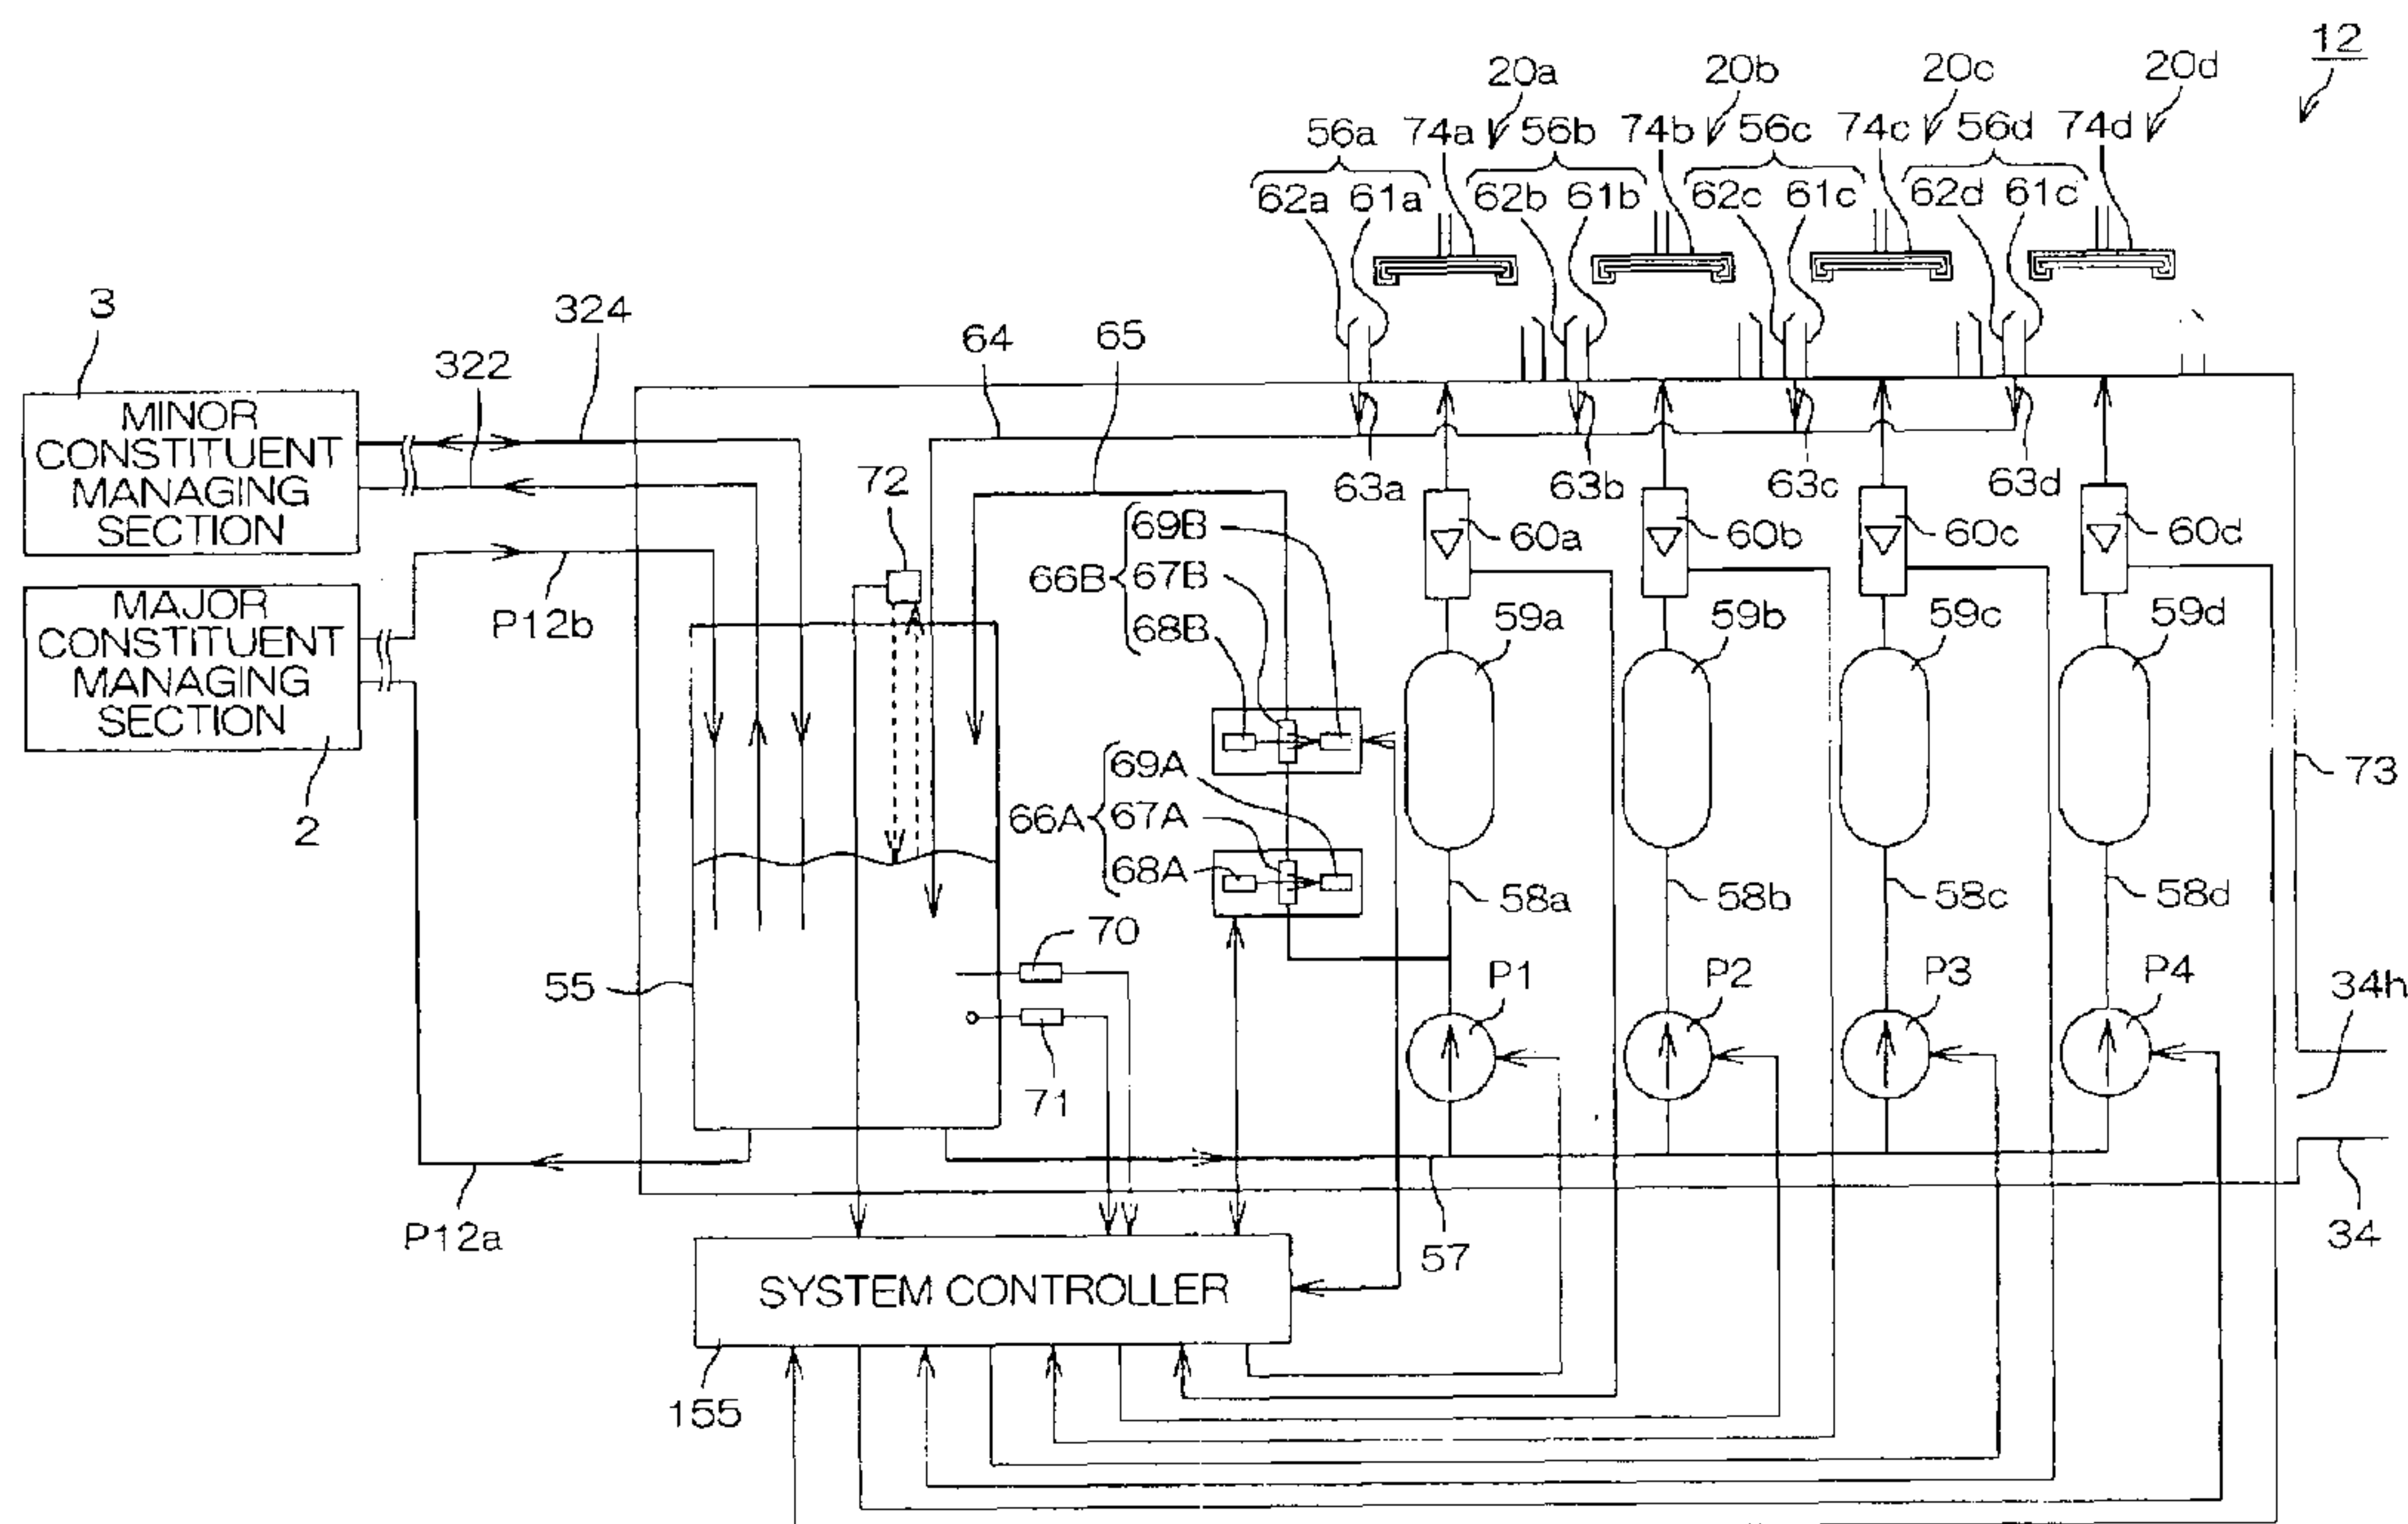 12
20a 20b 20c 20d
56a 74a 56b 74b 56c 74c 56d 74d
62a 61a 62b 61b 62c 61c 62d 61c
3
324
322
64
65
MINOR
CONSTITUENT
MANAGING
SECTION
72
63a 63b 63c 63d
69B
66B 67B
68B
60a 60b 60c 60d
P12b
MAJOR
CONSTITUENT
MANAGING
SECTION
2
59a 59b 59c 59d
73
69A
66A 67A
68A
58a 58b 58c 58d
70
55
71
P1 P2 P3 P4
34h
P12a
57
34
SYSTEM CONTROLLER
155